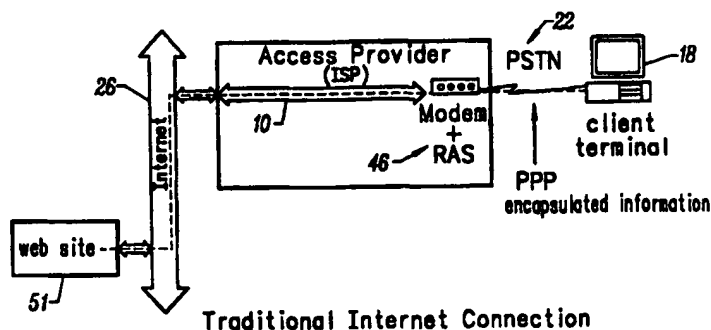 22
PSTN
18
Access Provider
(ISP)
26
10
Modem
+
RAS
46
client
terminal
PPP
encapsulated information
Internet
web site
51
Traditional Internet Connection